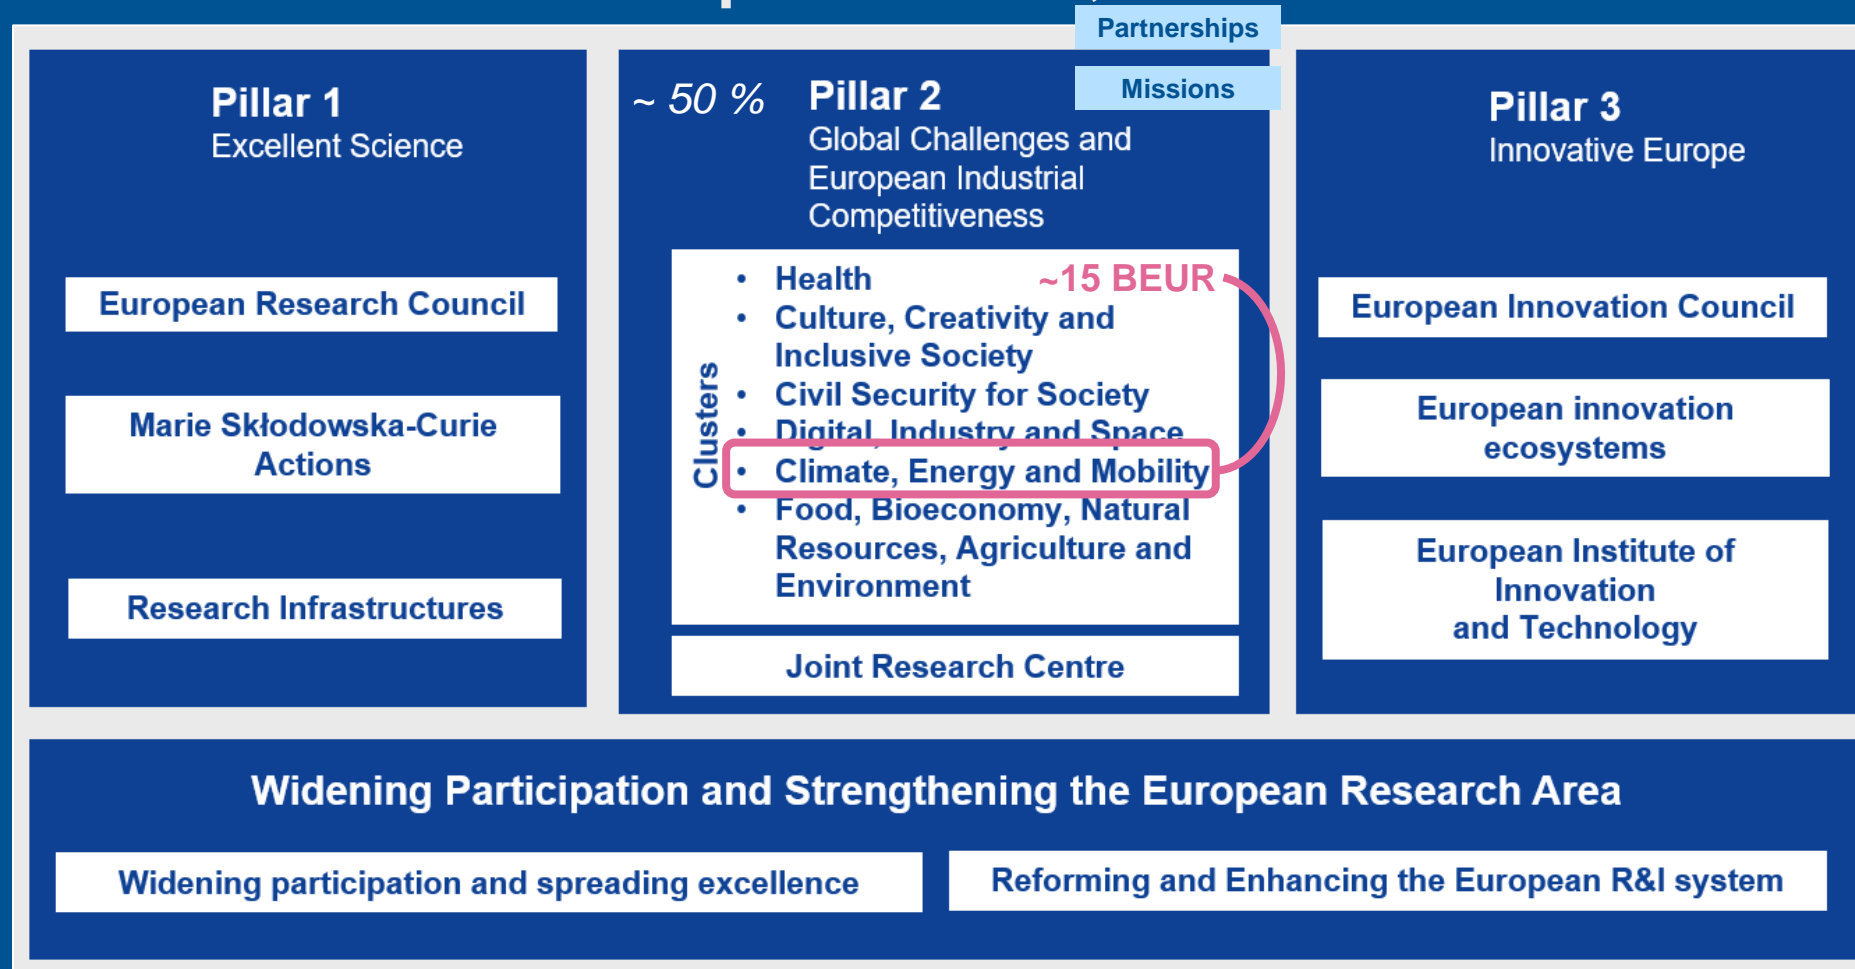 Partnerships
Missions
Pillar 1
Excellent Science
European Research Council
Marie Skłodowska-Curie
Actions
Research Infrastructures
~ 50 %
Pillar 2
Global Challenges and
European Industrial
Competitiveness
Clusters
• Health
~15 BEUR
• Culture, Creativity and
Inclusive Society
• Civil Security for Society
• Digital, Industry and Space
• Climate, Energy and Mobility
• Food, Bioeconomy, Natural
Resources, Agriculture and
Environment
Joint Research Centre
Pillar 3
Innovative Europe
European Innovation Council
European innovation
ecosystems
European Institute of
Innovation
and Technology
Widening Participation and Strengthening the European Research Area
Widening participation and spreading excellence
Reforming and Enhancing the European R&I system